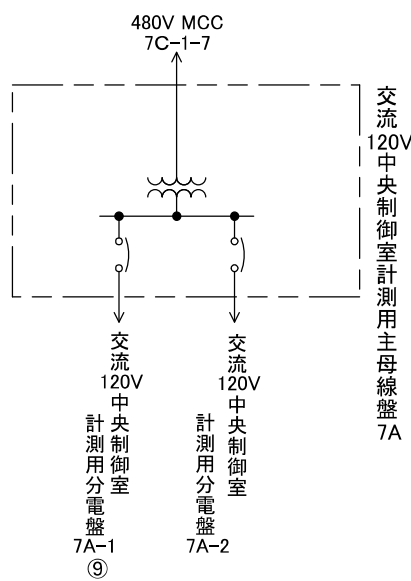 480V MCC
7C-1-7
交流120V中央制御室計測用主母線盤7A
交流120V中央制御室
計測用分電盤7A-1
⑨
交流120V中央制御室
計測用分電盤7A-2